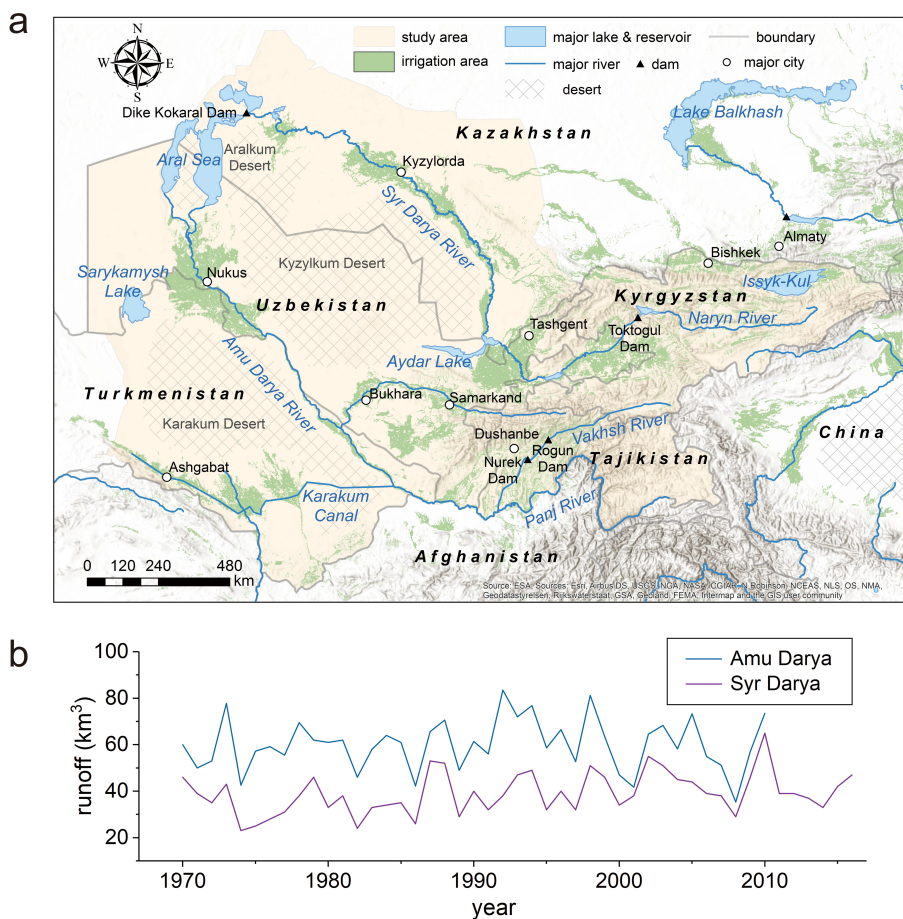 a
N
W E
S
study area
irrigation area
major lake & reservoir
major river
dam
desert
boundary
major city
Dike Kokaral Dam
Aral Sea
Aralkum
Desert
Kazakhstan
Lake Balkhash
Kyzylorda
Syr Darya River
Almaty
Bishkek
Issyk-Kul
Nukus
Kyzylkum Desert
Sarykamysh
Lake
Uzbekistan
Kyrgyzstan
Naryn River
Tashgent
Toktogul
Dam
Aydar Lake
Amu Darya River
Turkmenistan
Bukhara
Samarkand
Karakum Desert
Dushanbe
Vakhsh River
Rogun
Dam
Nurek
Dam
Tajikistan
China
Ashgabat
Karakum
Canal
Panj River
Afghanistan
0 120 240 480
km
Source: ESA, Sources: Esri, Airbus DS, USGS, NGA, NASA, CGIAR, N Robinson, NCEAS, NLS, OS, NMA,
Geodatastyrelsen, Rijkswaterstaat, GSA, Geoland, FEMA, Intermap and the GIS user community
b
100
80
60
40
20
runoff (km³)
Amu Darya
Syr Darya
1970 1980 1990 2000 2010
year